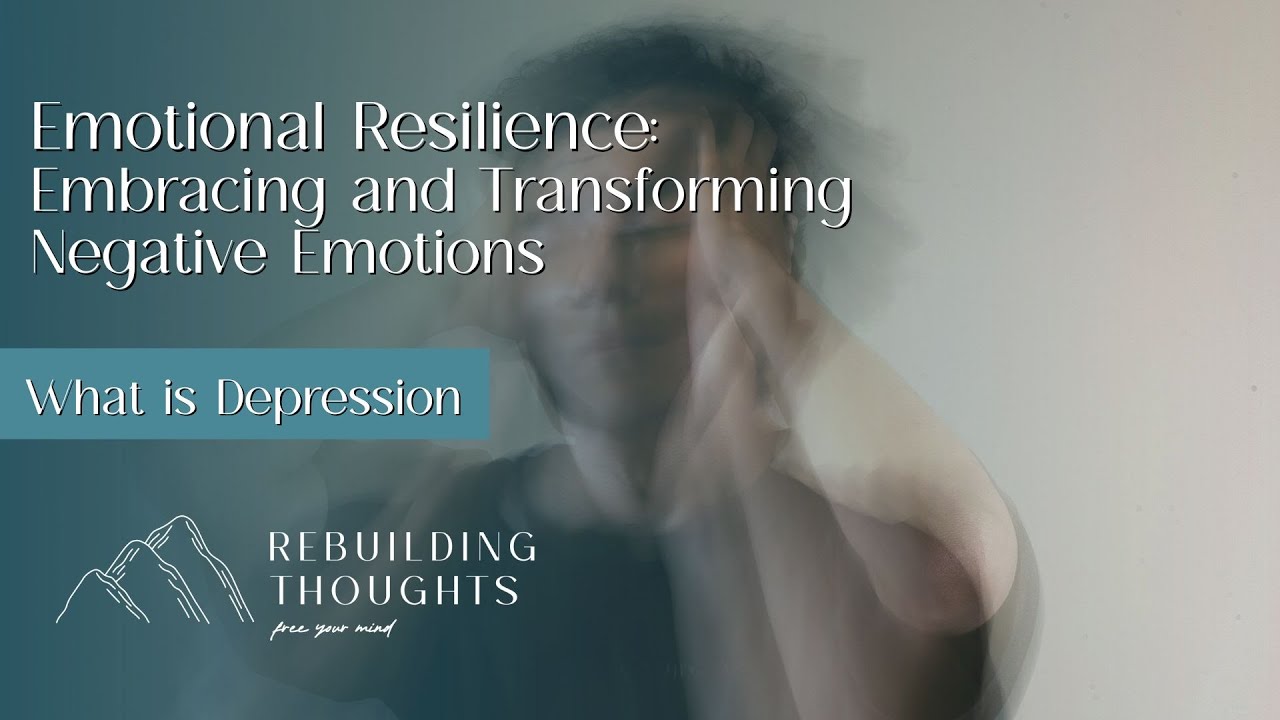 Emotional Resilience:
Embracing and Transforming
Negative Emotions
What is Depression
REBUILDING
THOUGHTS
free your mind